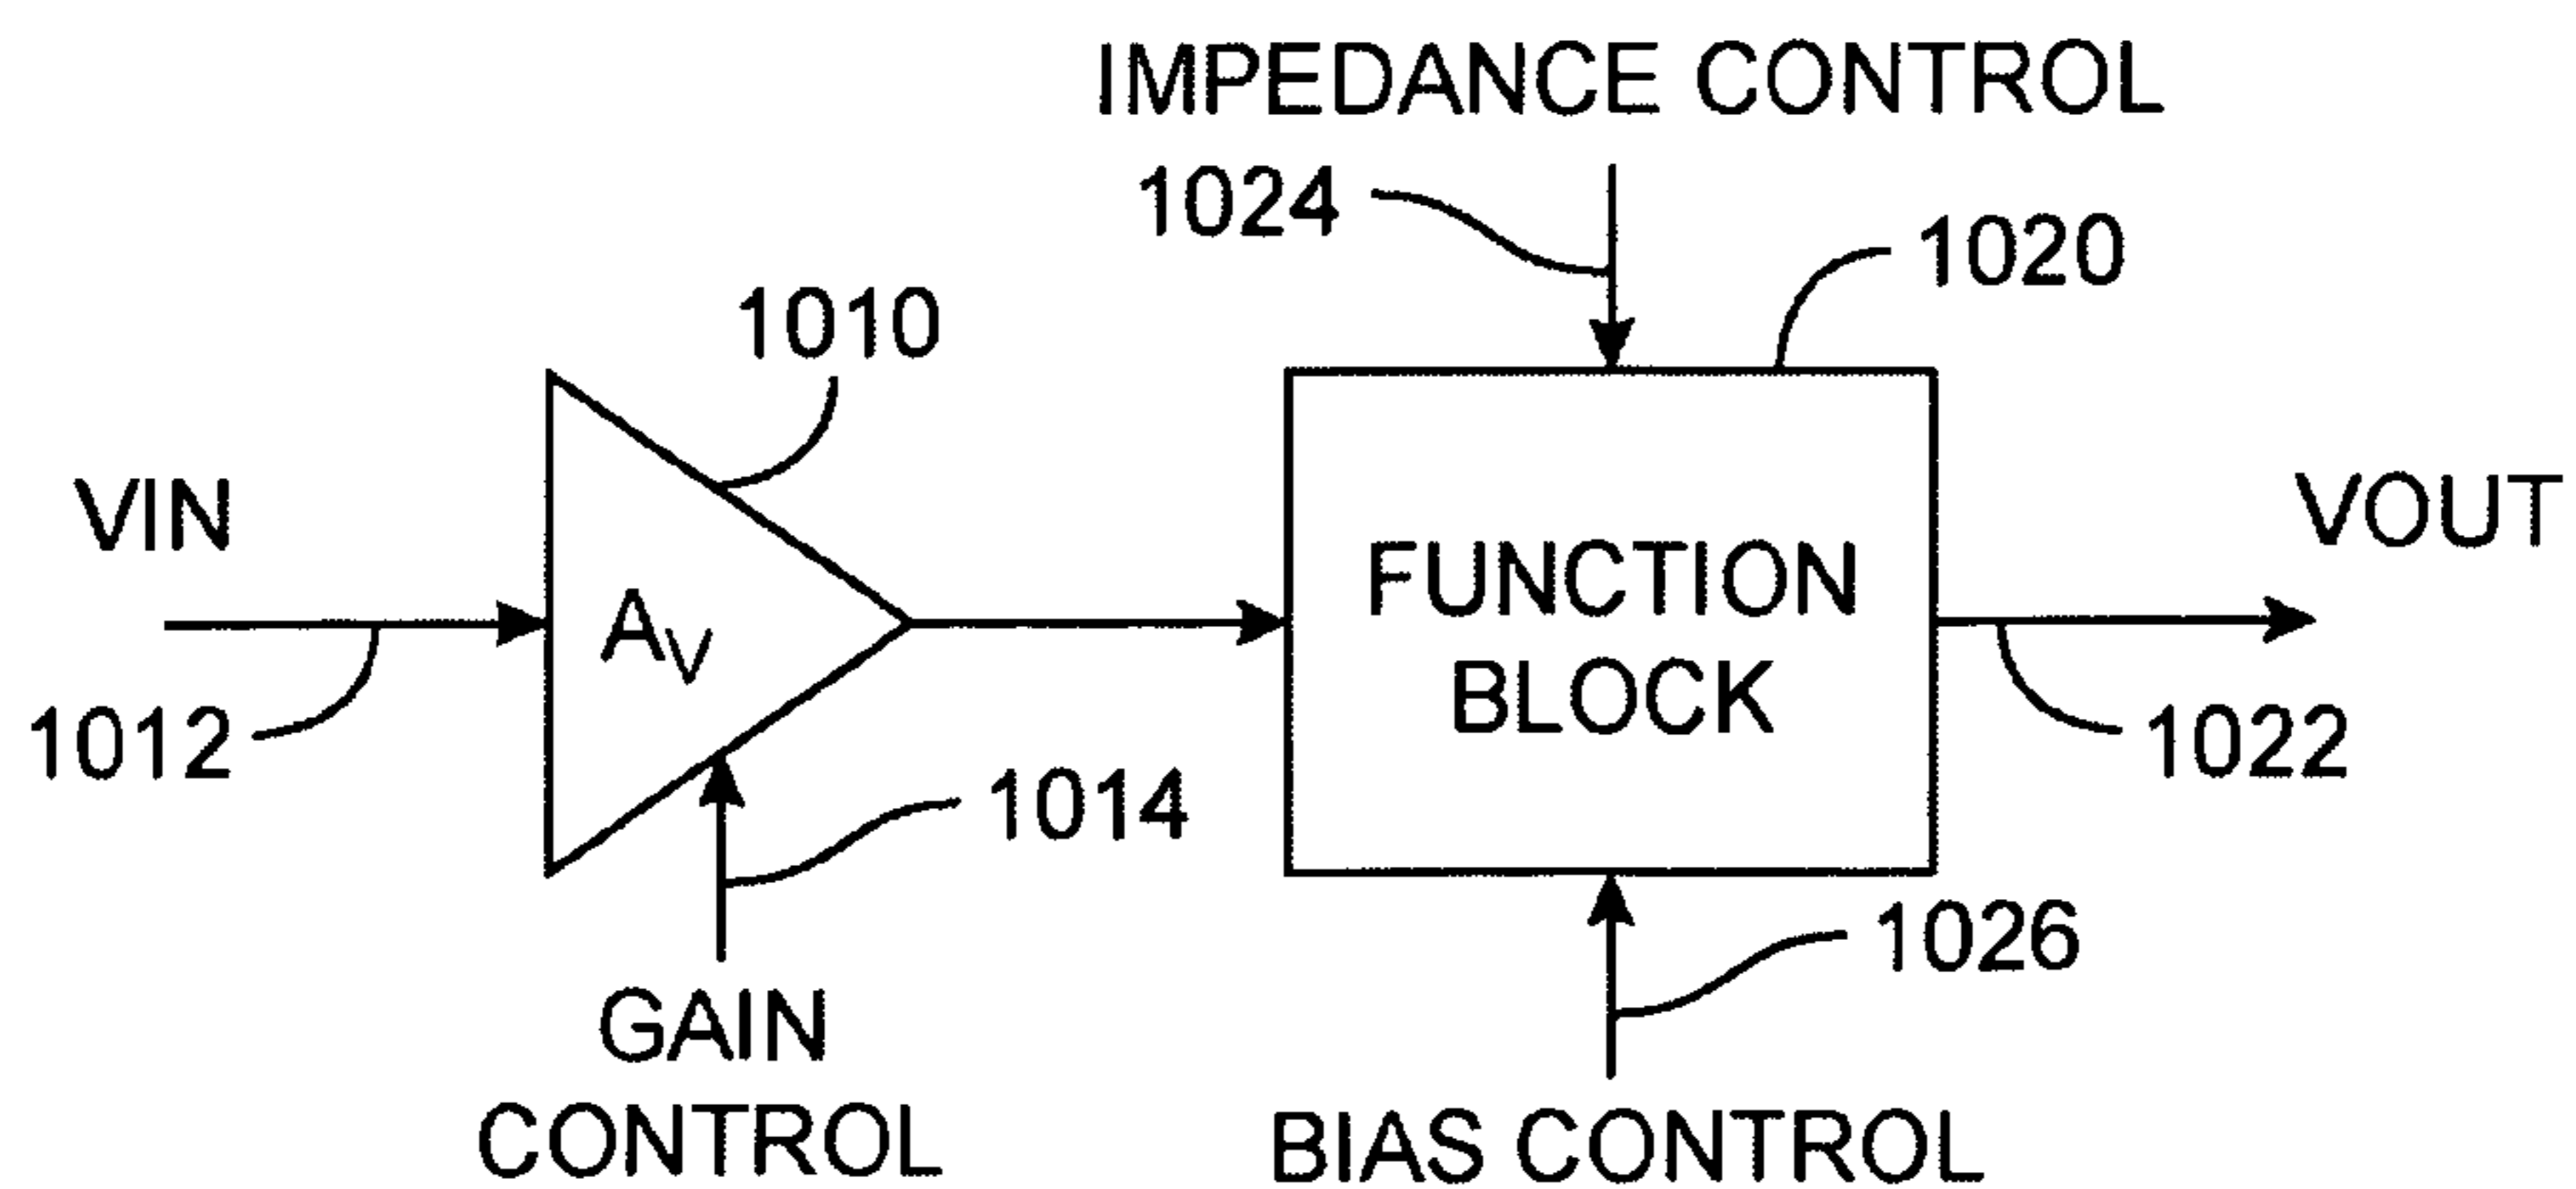 IMPEDANCE CONTROL
1024
1020
1010
VIN
VOUT
FUNCTION
BLOCK
AV
1012
1022
1014
1026
GAIN
CONTROL
BIAS CONTROL